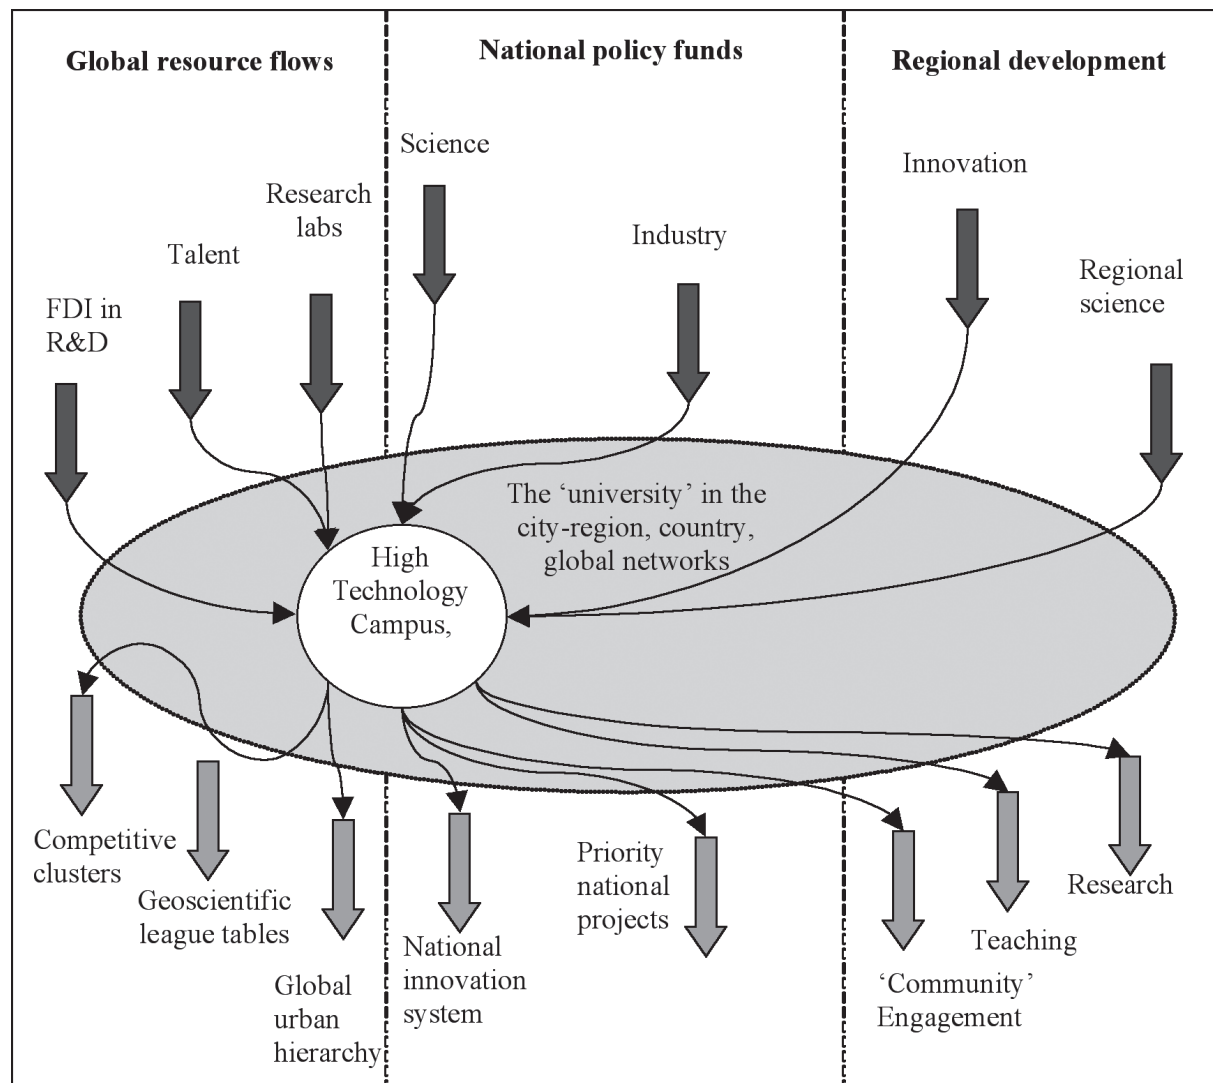 Global resource flows
National policy funds
Regional development
Science
Research
labs
Talent
FDI in
R&D
Industry
Innovation
Regional
science
The ‘university’ in the
city-region, country,
global networks
High
Technology
Campus,
Competitive
clusters
Geoscientific
league tables
Global
urban
hierarchy
National
innovation
system
Priority
national
projects
‘Community’
Engagement
Teaching
Research